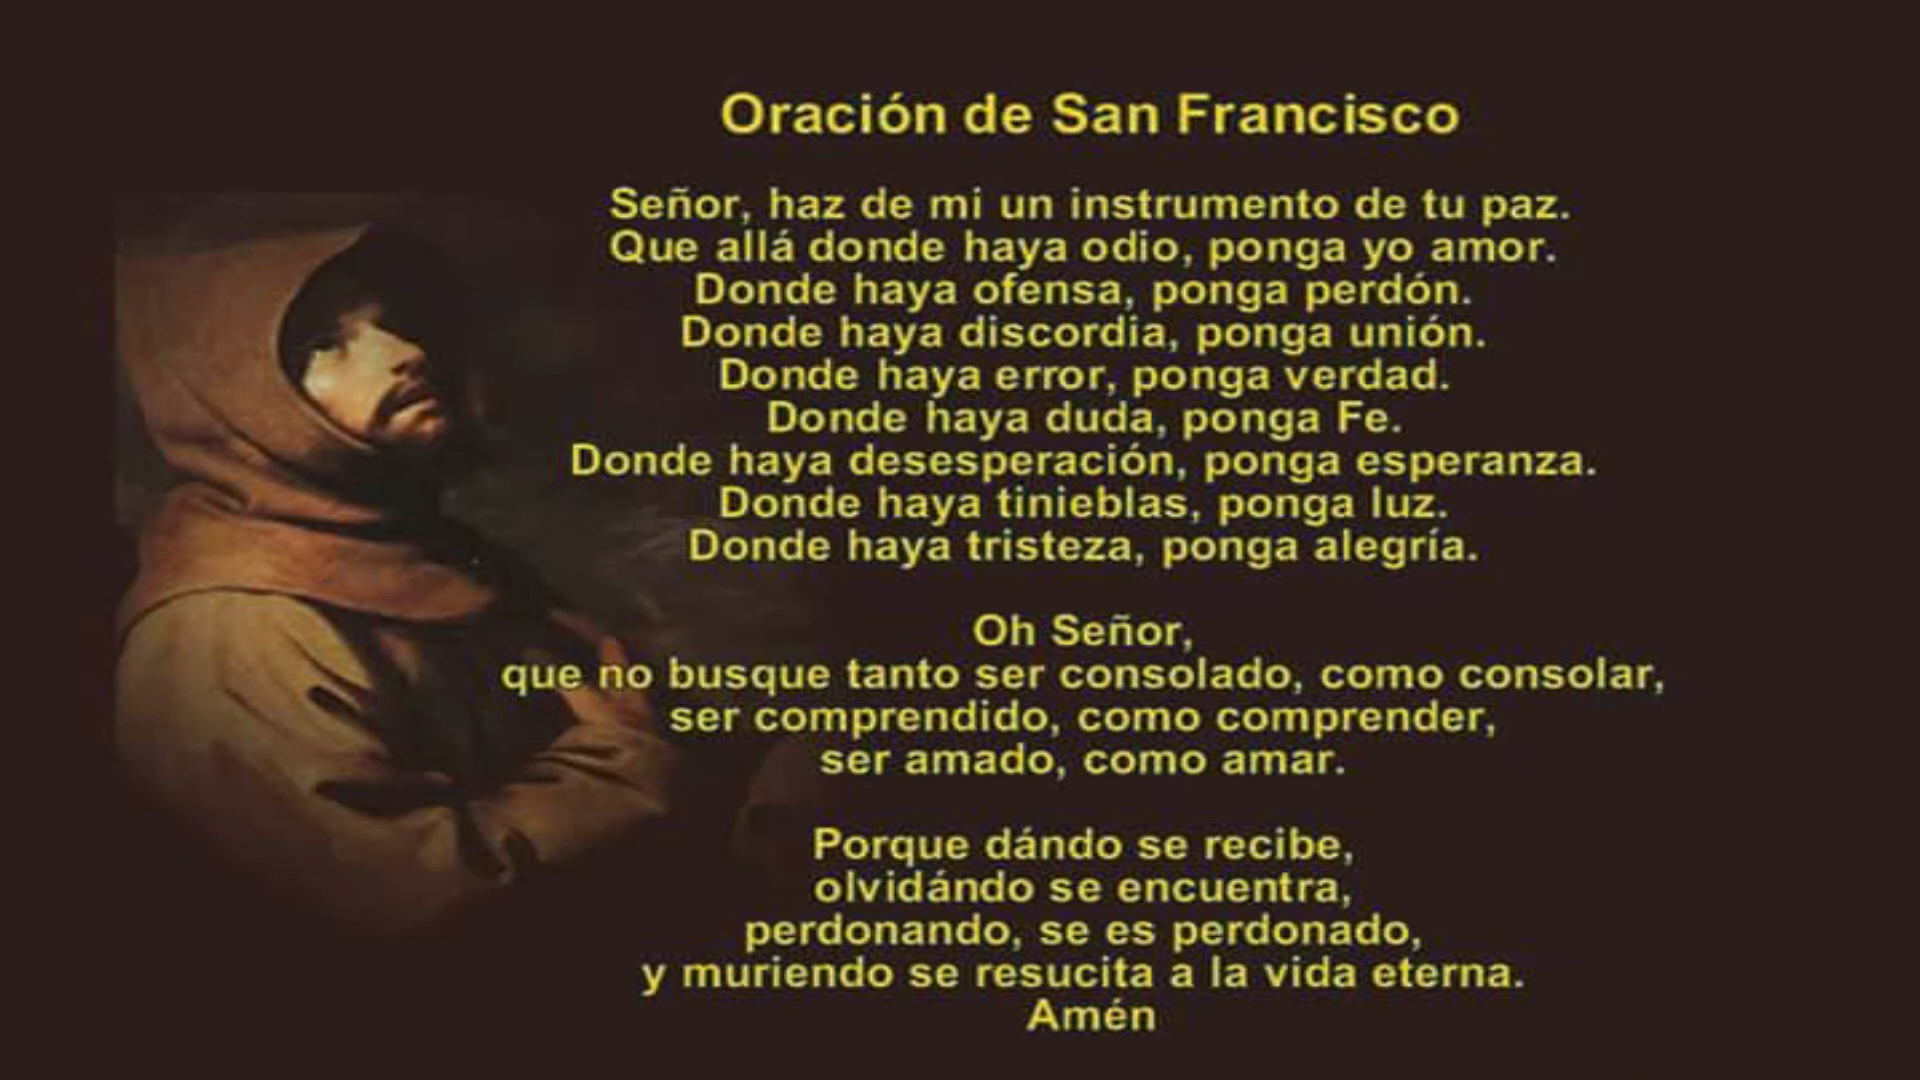 Oración de San Francisco
Señor, haz de mi un instrumento de tu paz.
Que allá donde haya odio, ponga yo amor.
Donde haya ofensa, ponga perdón.
Donde haya discordia, ponga unión.
Donde haya error, ponga verdad.
Donde haya duda, ponga Fe.
Donde haya desesperación, ponga esperanza.
Donde haya tinieblas, ponga luz.
Donde haya tristeza, ponga alegría.
Oh Señor,
que no busque tanto ser consolado, como consolar,
ser comprendido, como comprender,
ser amado, como amar.
Porque dándo se recibe,
olvidándo se encuentra,
perdonando, se es perdonado,
y muriendo se resucita a la vida eterna.
Amén